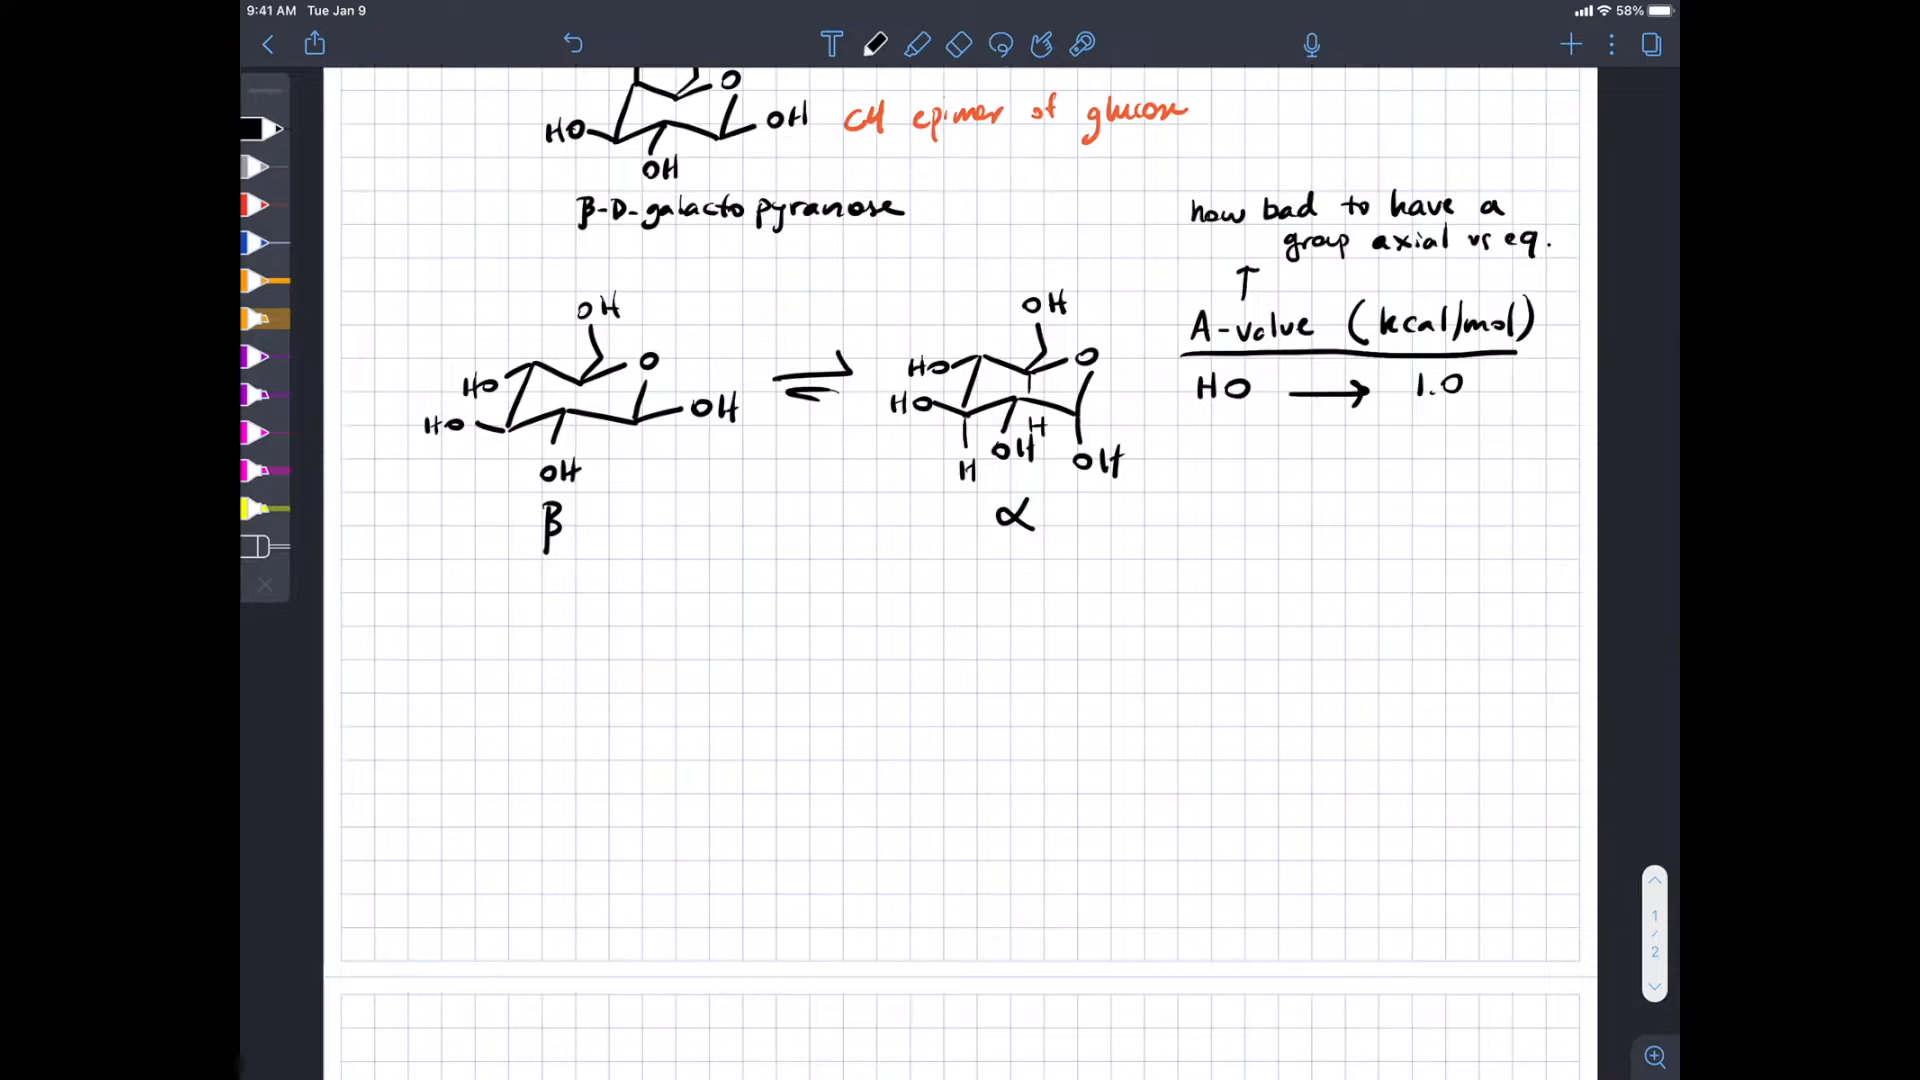 9:41 AM Tue Jan 9
58%
O
HO
OH
OH
C4 epimer of glucose
β-D-galactopyranose
how bad to have a
group axial vs eq.
↑
A-value (kcal/mol)
HO → 1.0
OH
HO
O
HO
OH
OH
β
⇌
OH
HO
O
HO
H
OH
H
OH
α
1
/
2